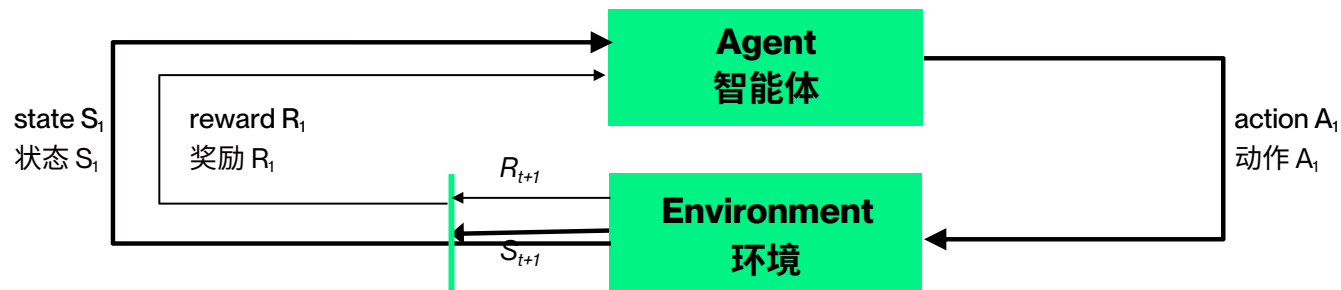 Agent
智能体
state S₁
状态 S₁
reward R₁
奖励 R₁
action A₁
动作 A₁
Rₜ₊₁
Environment
环境
Sₜ₊₁